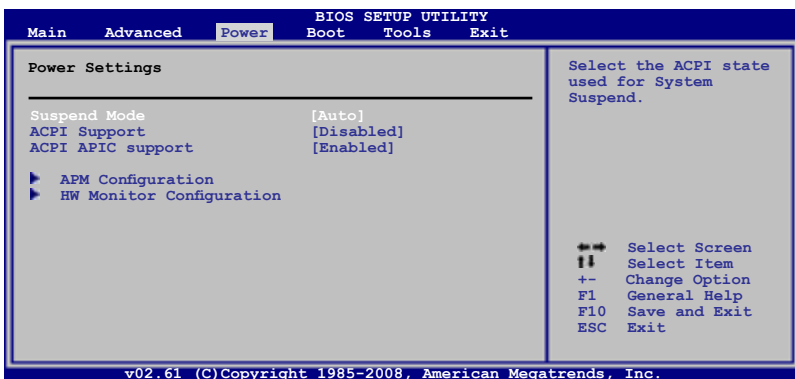 BIOS SETUP UTILITY
Main Advanced Power Boot Tools Exit
Power Settings
Suspend Mode [Auto]
ACPI Support [Disabled]
ACPI APIC support [Enabled]
APM Configuration
HW Monitor Configuration
Select the ACPI state
used for System
Suspend.
Select Screen
Select Item
+- Change Option
F1 General Help
F10 Save and Exit
ESC Exit
v02.61 (C)Copyright 1985-2008, American Megatrends, Inc.